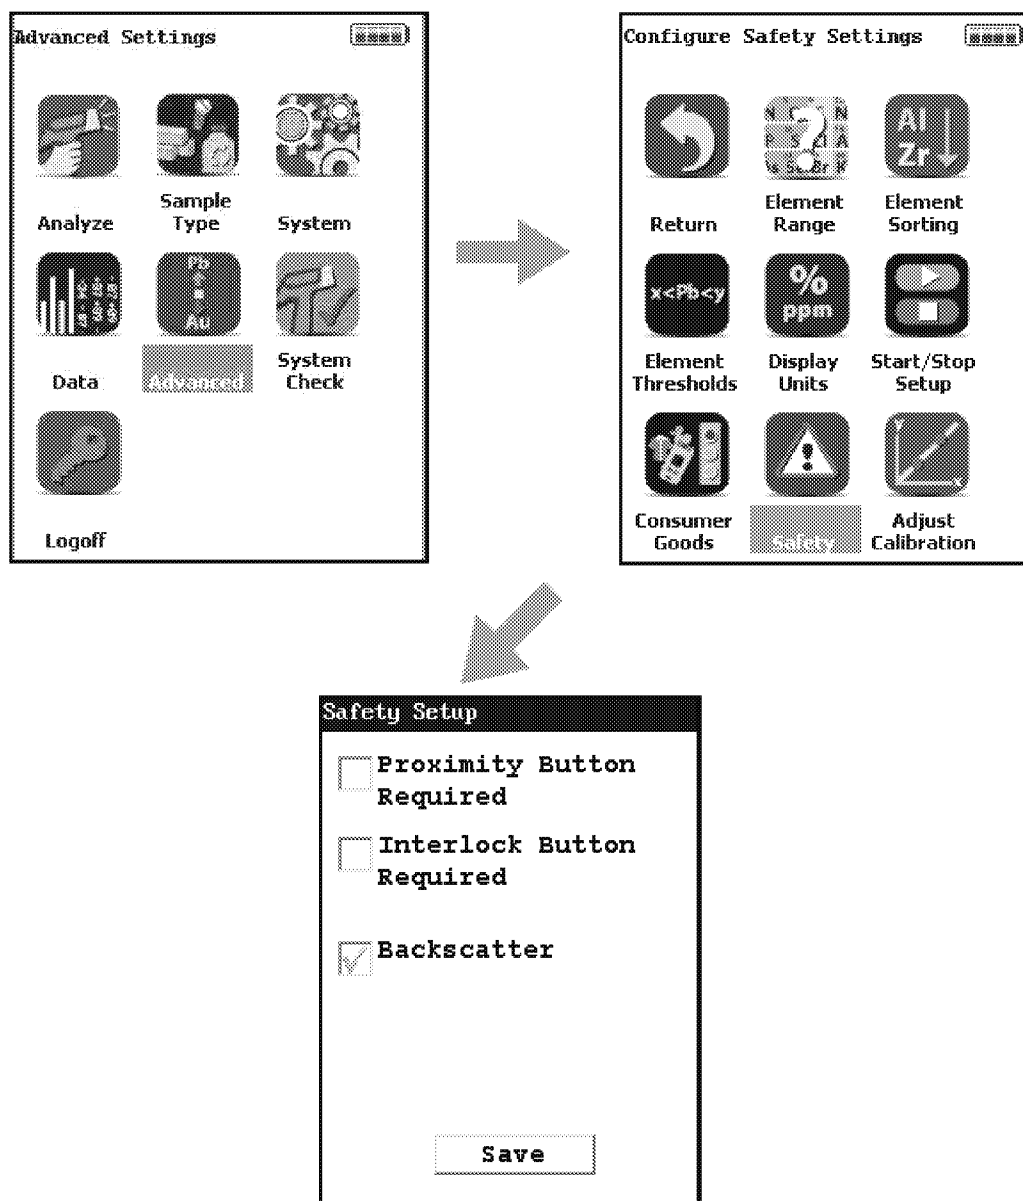 Advanced Settings
Analyze
Sample
Type
System
Pb
Au
Data
Advanced
System
Check
Logoff
Configure Safety Settings
Return
?
Element
Range
Al
Zr
Element
Sorting
x<Pb<y
Element
Thresholds
%
ppm
Display
Units
Start/Stop
Setup
Consumer
Goods
!
Safety
Y
X
Adjust
Calibration
Safety Setup
Proximity Button
Required
Interlock Button
Required
Backscatter
Save